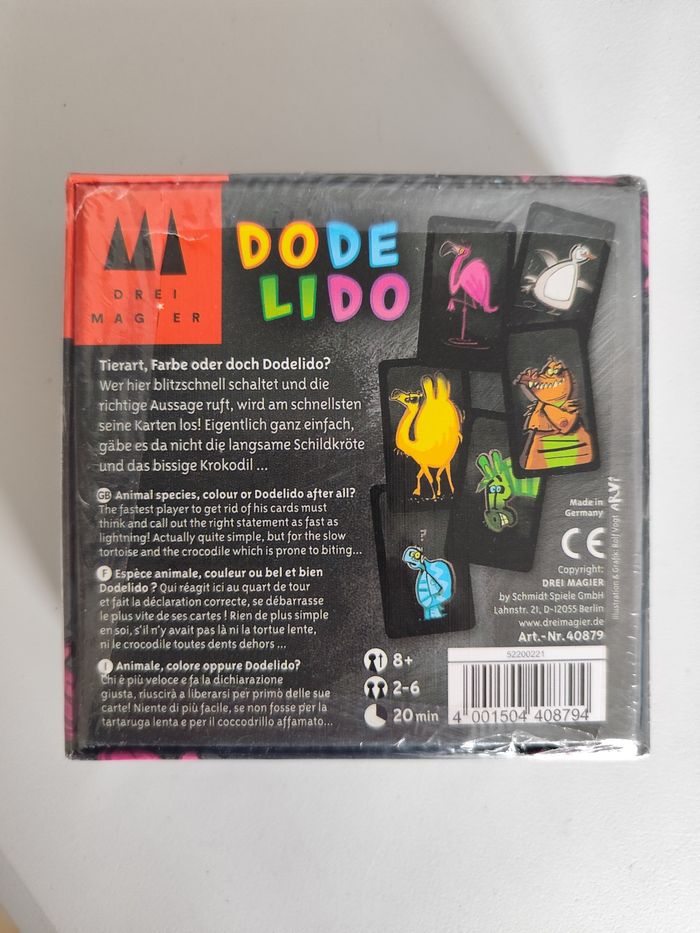 DREI
MAGIER
DODE
LIDO
Tierart, Farbe oder doch Dodelido?
Wer hier blitzschnell schaltet und die
richtige Aussage ruft, wird am schnellsten
seine Karten los! Eigentlich ganz einfach,
gäbe es da nicht die langsame Schildkröte
und das bissige Krokodil ...
GB Animal species, colour or Dodelido after all?
The fastest player to get rid of his cards must
think and call out the right statement as fast as
lightning! Actually quite simple, but for the slow
tortoise and the crocodile which is prone to biting...
F Espèce animale, couleur ou bel et bien
Dodelido ? Qui réagit ici au quart de tour
et fait la déclaration correcte, se débarrasse
le plus vite de ses cartes ! Rien de plus simple
en soi, s'il n'y avait pas là ni la tortue lente,
ni le crocodile toutes dents dehors ...
I Animale, colore oppure Dodelido?
Chi è più veloce e fa la dichiarazione
giusta, riuscirà a liberarsi per primo delle sue
carte! Niente di più facile, se non fosse per la
tartaruga lenta e per il coccodrillo affamato...
?
8+
2-6
20 min
Made in
Germany
CE
Copyright:
DREI MAGIER
by Schmidt Spiele GmbH
Lahnstr. 21, D-12055 Berlin
www.dreimagier.de
Art.-Nr. 40879
Illustration & Grafik: Rolf Vogt ARVi
52200221
4 001504 408794